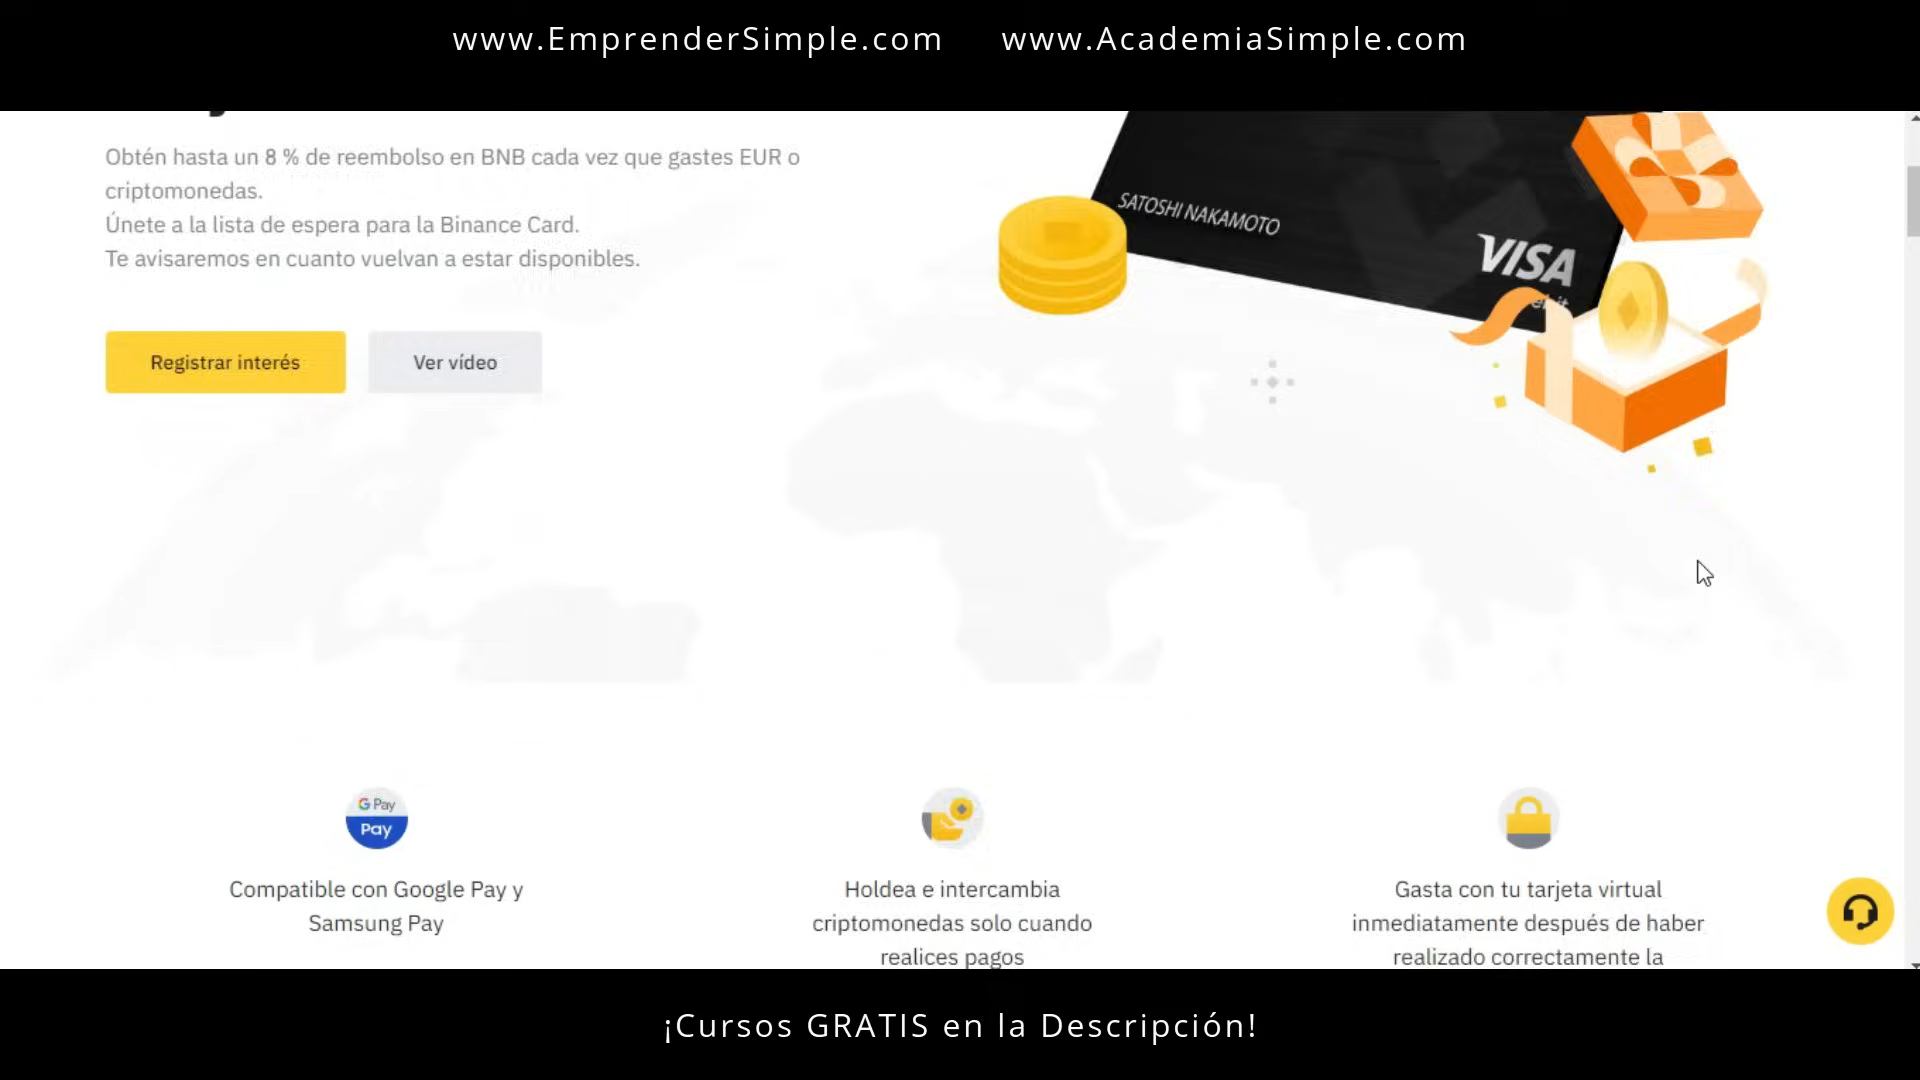 www.EmprenderSimple.com www.AcademiaSimple.com
Obtén hasta un 8 % de reembolso en BNB cada vez que gastes EUR o
criptomonedas.
Únete a la lista de espera para la Binance Card.
Te avisaremos en cuanto vuelvan a estar disponibles.
SATOSHI NAKAMOTO
VISA
Registrar interés Ver vídeo
G Pay
Pay
Compatible con Google Pay y
Samsung Pay
Holdea e intercambia
criptomonedas solo cuando
realices pagos
Gasta con tu tarjeta virtual
inmediatamente después de haber
realizado correctamente la
¡Cursos GRATIS en la Descripción!